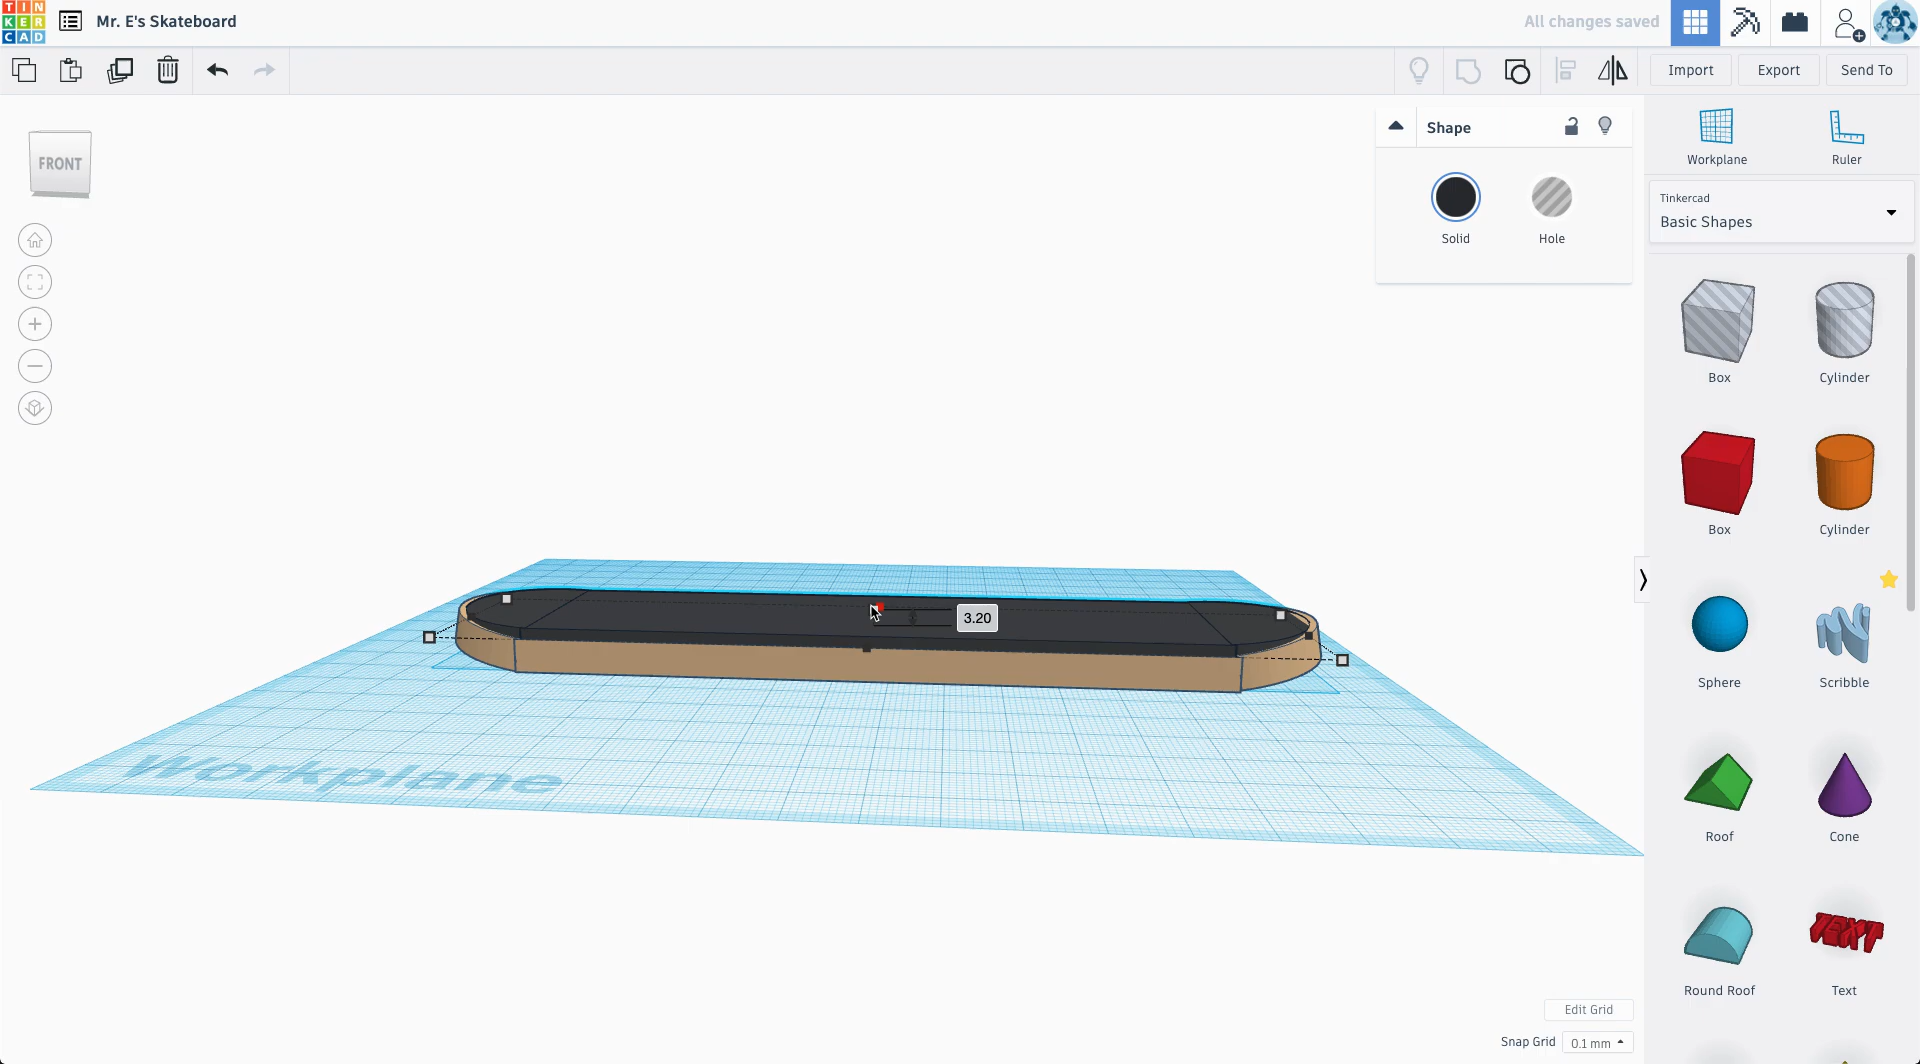 TIN
KER
CAD
Mr. E's Skateboard
All changes saved
Import
Export
Send To
FRONT
Shape
Solid
Hole
Workplane
Ruler
Tinkercad
Basic Shapes
Box
Cylinder
Box
Cylinder
Sphere
Scribble
Roof
Cone
TEXT
Round Roof
Text
3.20
Workplane
Edit Grid
Snap Grid
0.1 mm